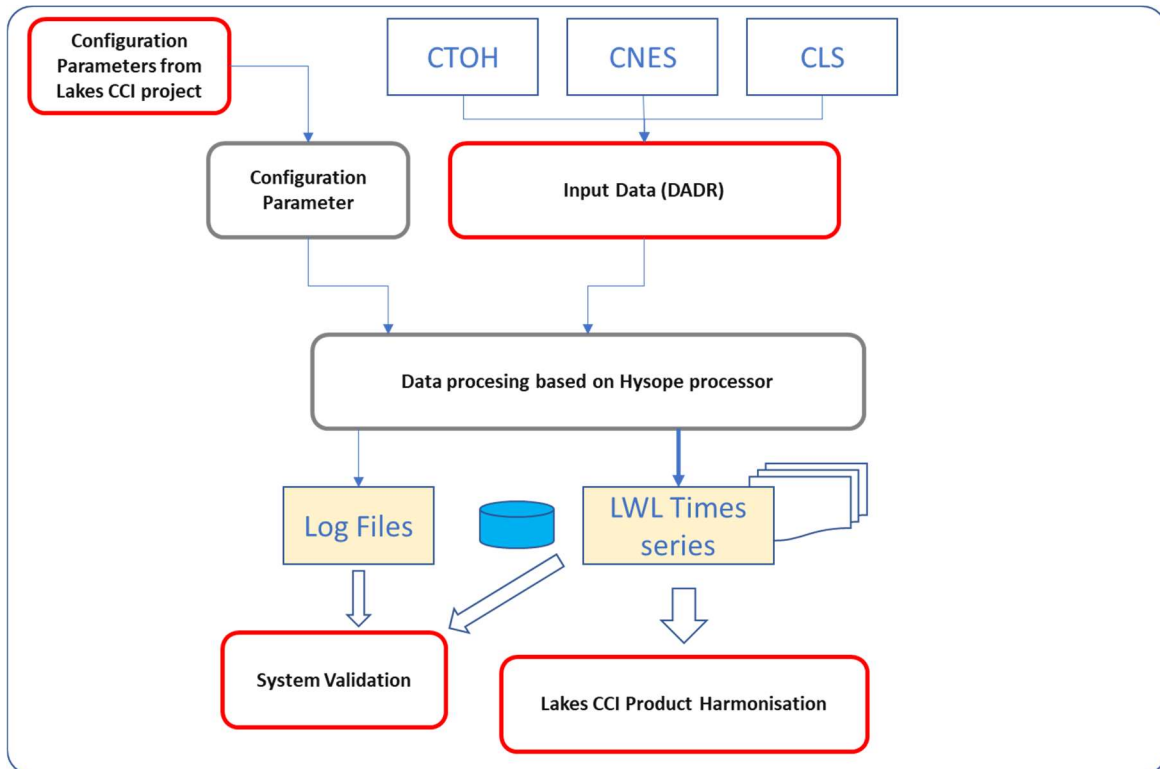 Configuration
Parameters from
Lakes CCI project
CTOH
CNES
CLS
Configuration
Parameter
Input Data (DADR)
Data procesing based on Hysope processor
Log Files
LWL Times
series
System Validation
Lakes CCI Product Harmonisation